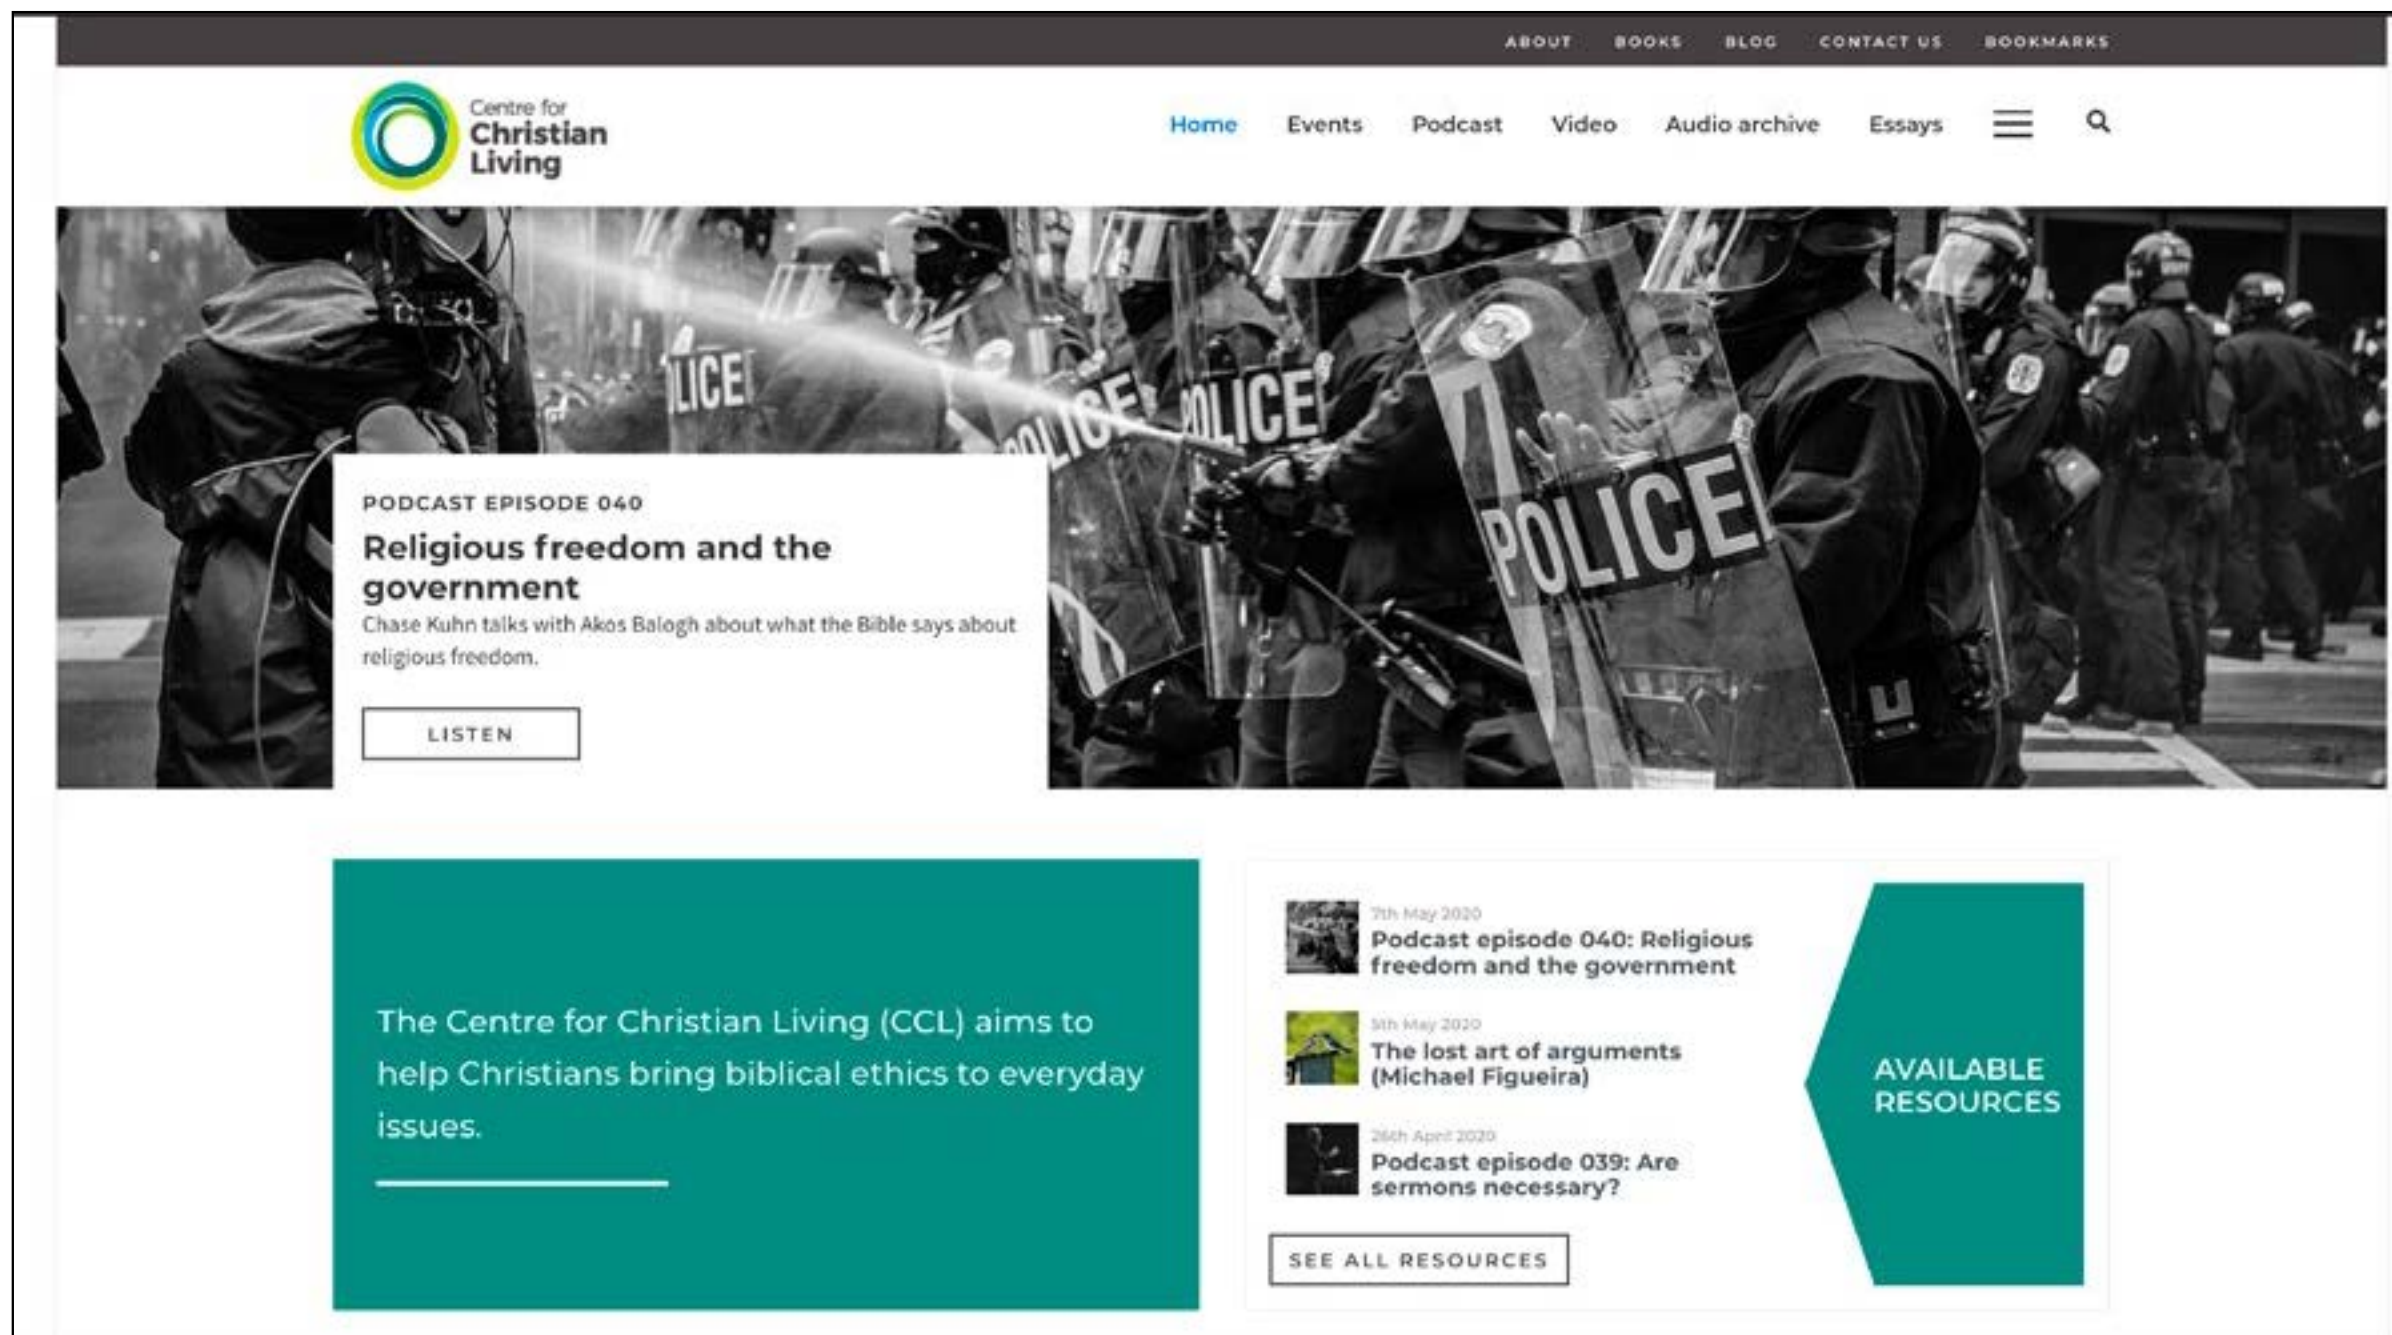 ABOUT BOOKS BLOG CONTACT US BOOKMARKS
Centre for
Christian
Living
Home Events Podcast Video Audio archive Essays
LICE
POLICE
POLICE
POLICE
PODCAST EPISODE 040
Religious freedom and the
government
Chase Kuhn talks with Akos Balogh about what the Bible says about
religious freedom.
LISTEN
The Centre for Christian Living (CCL) aims to
help Christians bring biblical ethics to everyday
issues.
7th May 2020
Podcast episode 040: Religious
freedom and the government
5th May 2020
The lost art of arguments
(Michael Figueira)
26th April 2020
Podcast episode 039: Are
sermons necessary?
SEE ALL RESOURCES
AVAILABLE
RESOURCES